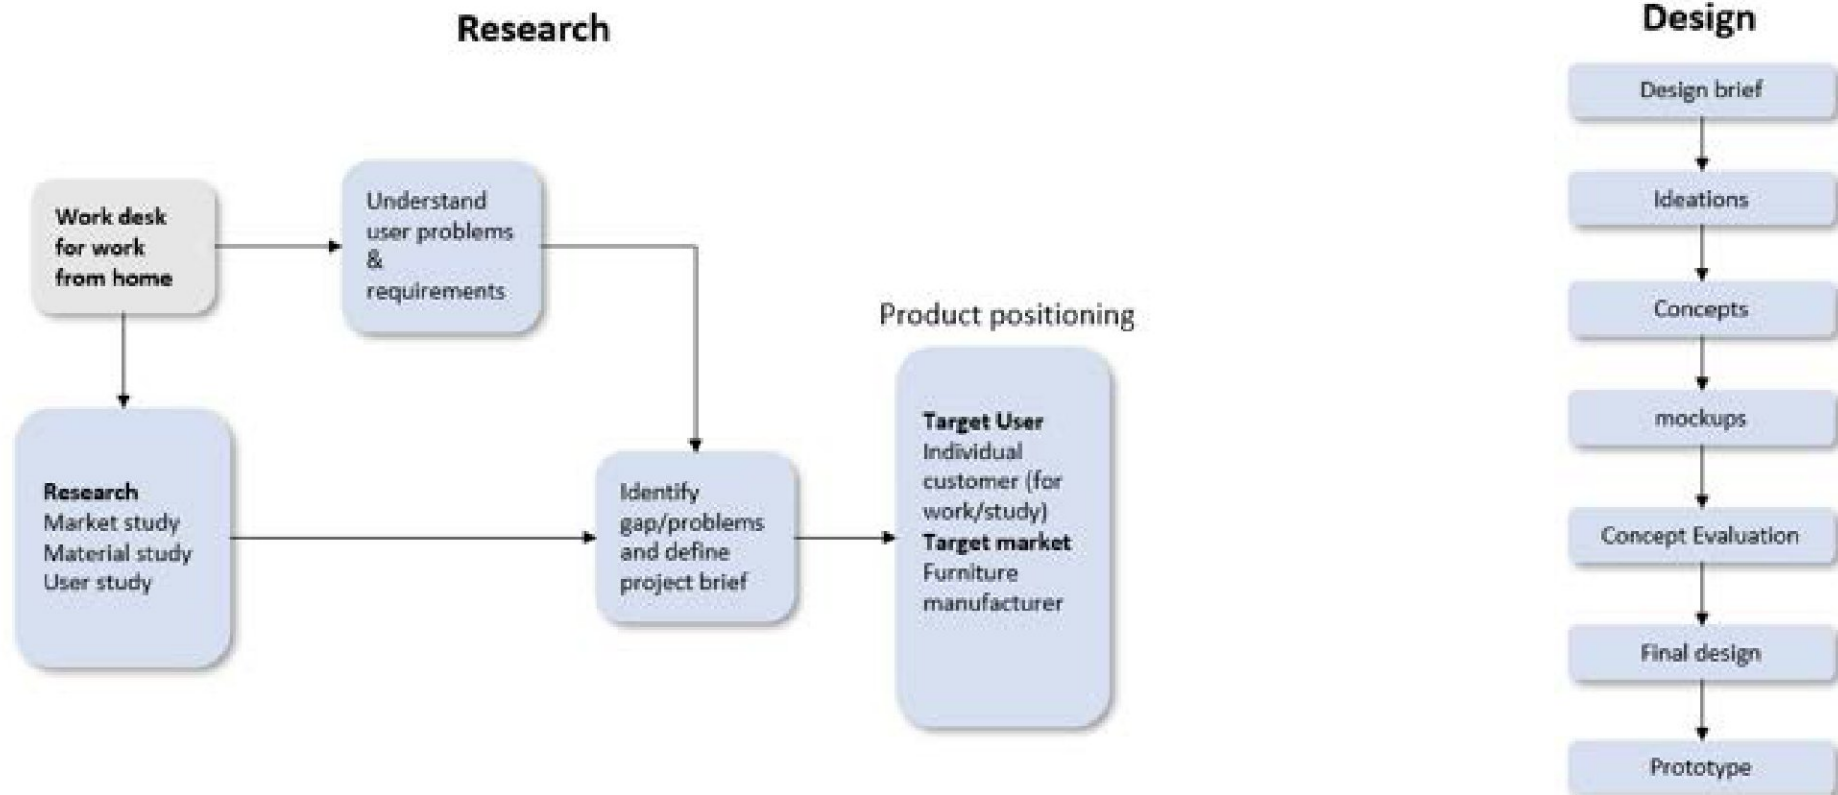 Research
Work desk
for work
from home
Understand
user problems
&
requirements
Research
Market study
Material study
User study
Identify
gap/problems
and define
project brief
Product positioning
Target User
Individual
customer (for
work/study)
Target market
Furniture
manufacturer
Design
Design brief
Ideations
Concepts
mockups
Concept Evaluation
Final design
Prototype